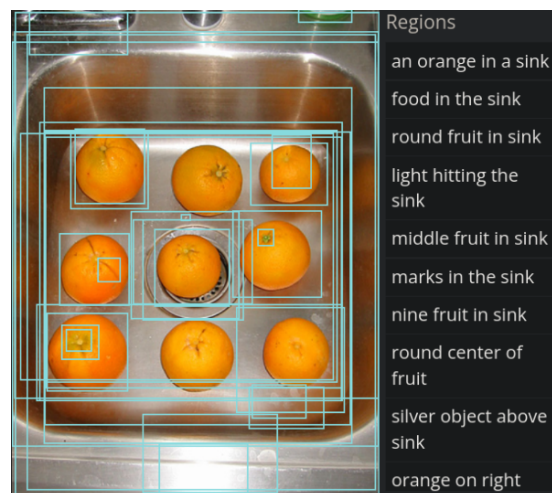 Regions
an orange in a sink
food in the sink
round fruit in sink
light hitting the
sink
middle fruit in sink
marks in the sink
nine fruit in sink
round center of
fruit
silver object above
sink
orange on right